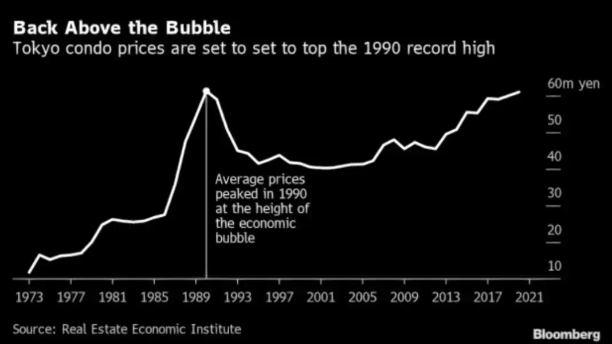 Back Above the Bubble
Tokyo condo prices are set to set to top the 1990 record high
60m yen
50
40
30
20
10
Average prices
peaked in 1990
at the height of
the economic
bubble
1973 1977 1981 1985 1989 1993 1997 2001 2005 2009 2013 2017 2021
Source: Real Estate Economic Institute
Bloomberg